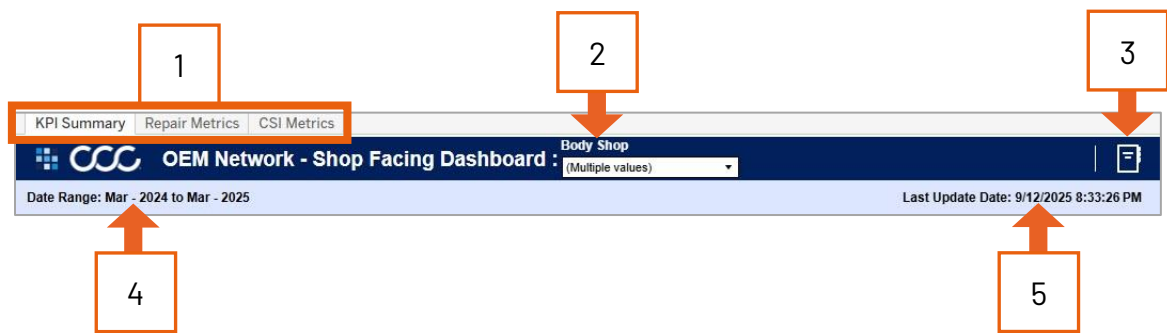 1
2
3
KPI Summary Repair Metrics CSI Metrics
CCC OEM Network - Shop Facing Dashboard :
Body Shop
(Multiple values)
Date Range: Mar - 2024 to Mar - 2025
Last Update Date: 9/12/2025 8:33:26 PM
4
5